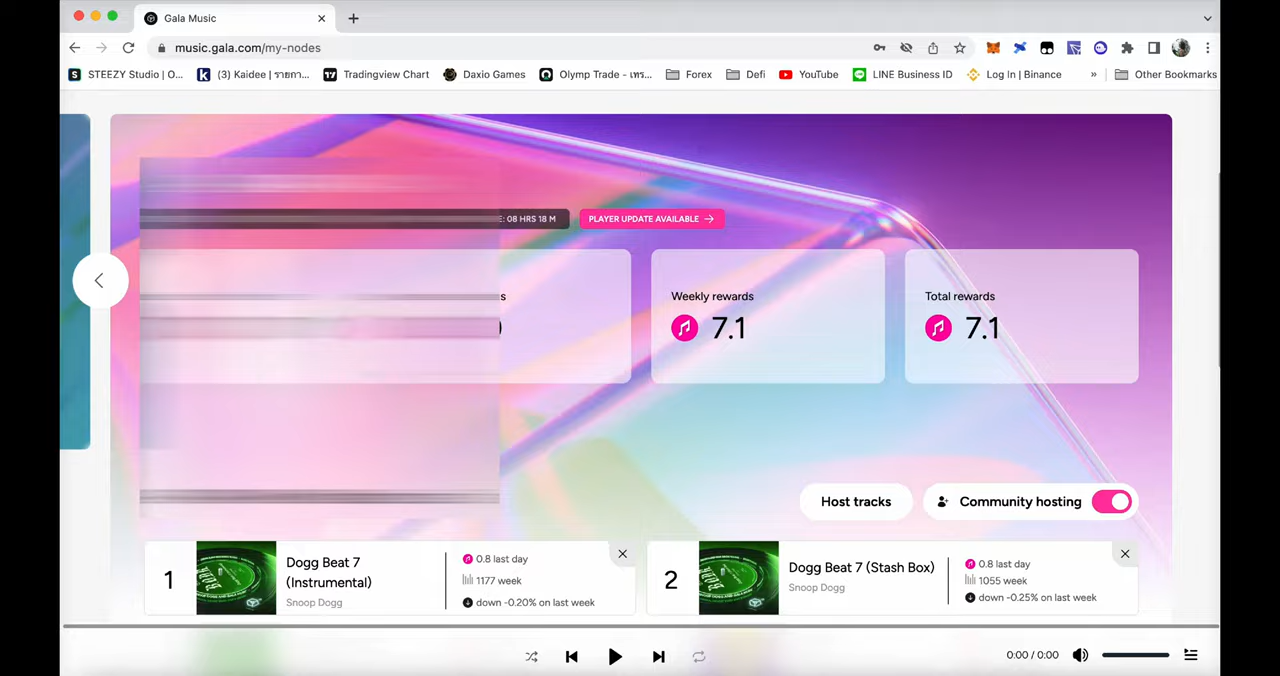 Gala Music
music.gala.com/my-nodes
STEEZY Studio | O...
(3) Kaidee | รายกา...
Tradingview Chart
Daxio Games
Olymp Trade - เทร...
Forex
Defi
YouTube
LINE Business ID
Log In | Binance
»
Other Bookmarks
E: 08 HRS 18 M
PLAYER UPDATE AVAILABLE →
s
Weekly rewards
7.1
Total rewards
7.1
Host tracks
Community hosting
1
Dogg Beat 7
(Instrumental)
Snoop Dogg
0.8 last day
1177 week
down -0.20% on last week
2
Dogg Beat 7 (Stash Box)
Snoop Dogg
0.8 last day
1055 week
down -0.25% on last week
0:00 / 0:00